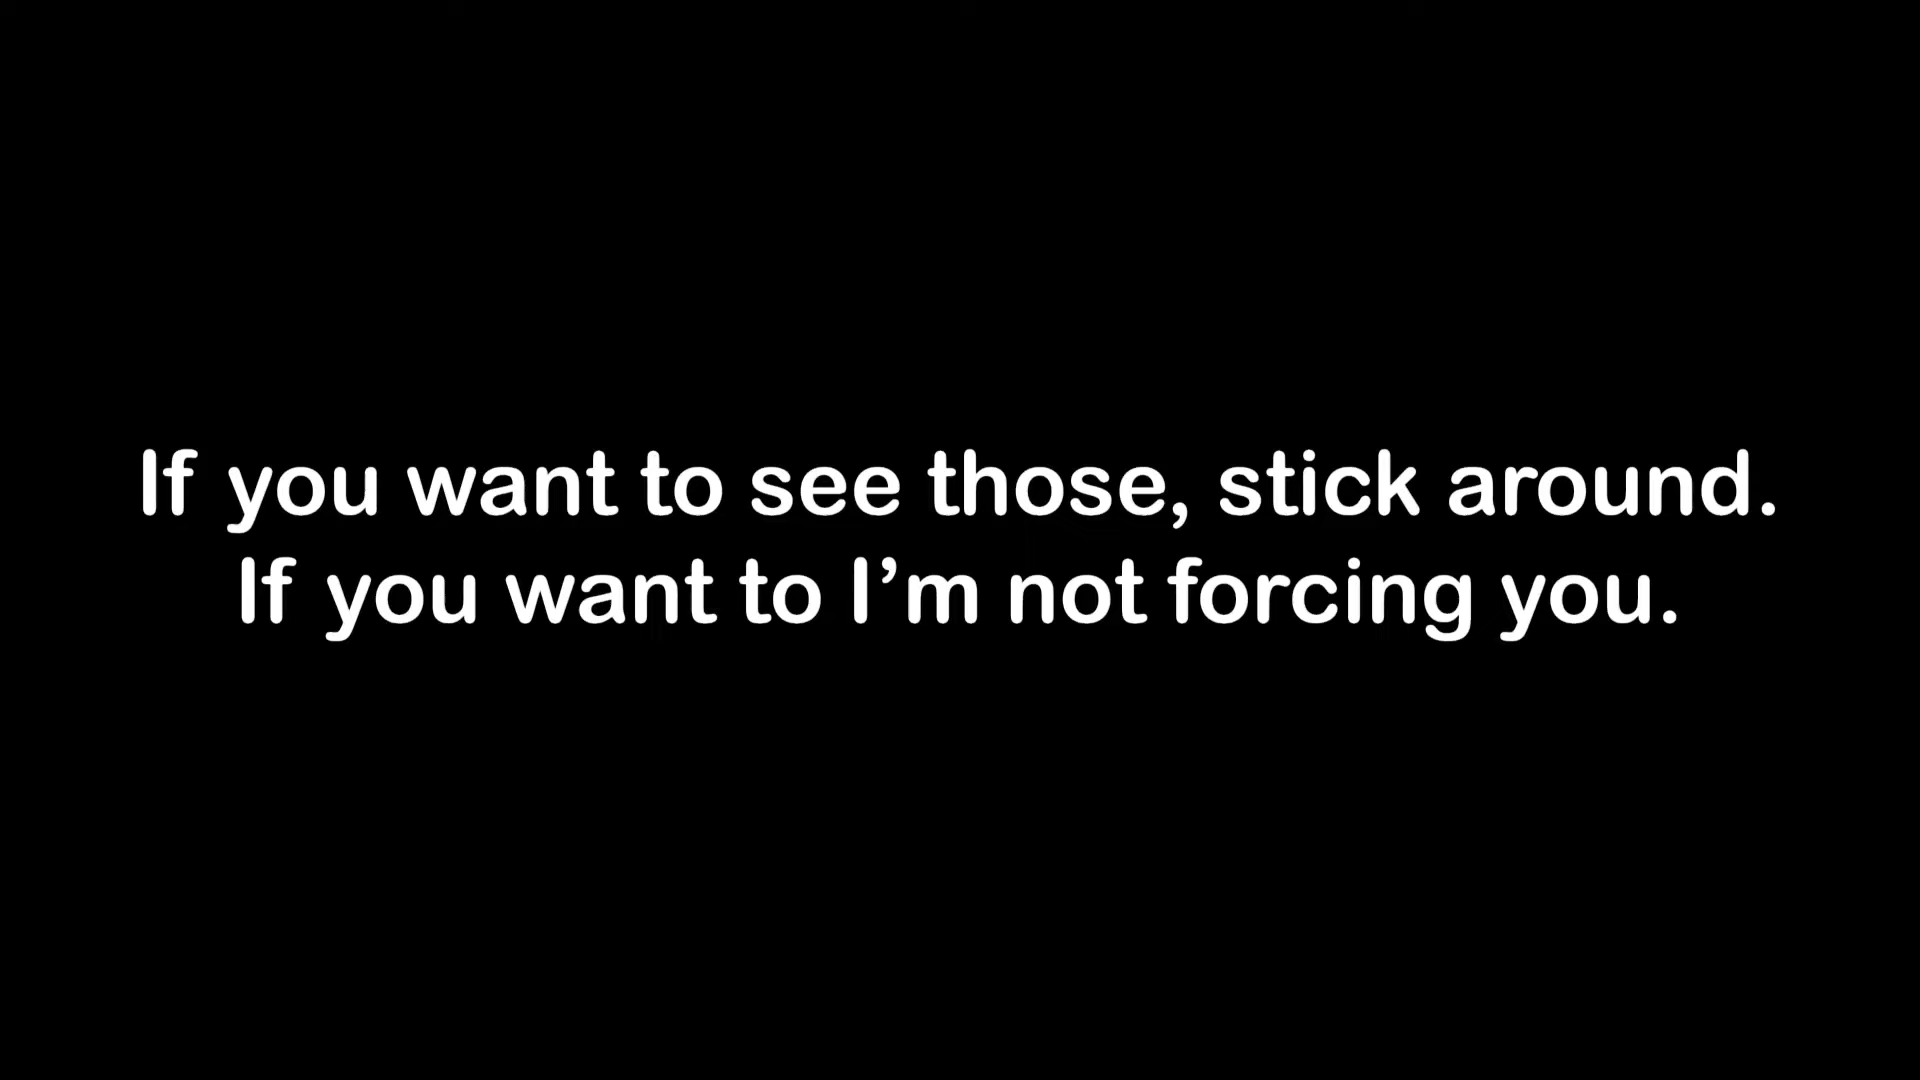 If you want to see those, stick around.
If you want to I’m not forcing you.